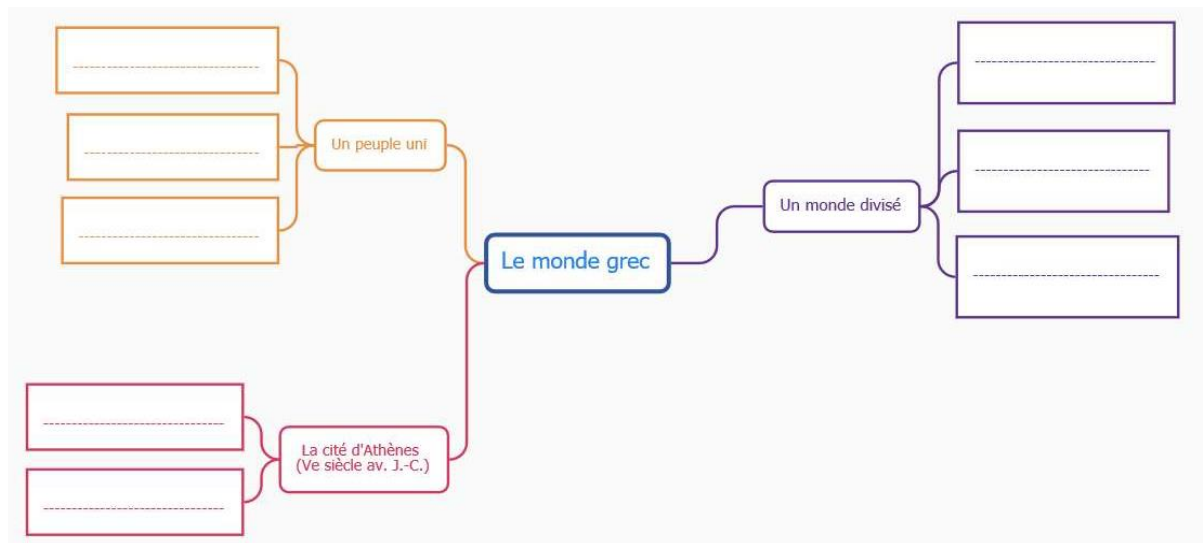 Un peuple uni
Un monde divisé
Le monde grec
La cité d'Athènes
(Ve siècle av. J.-C.)